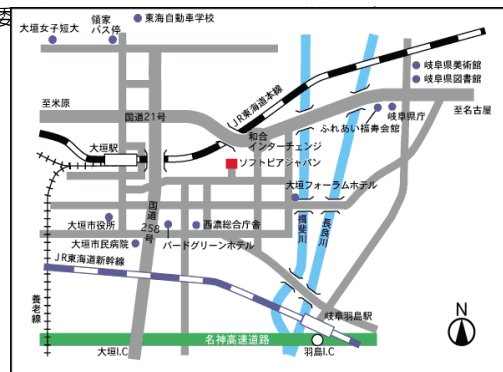 委
東海自動車学校
領家
バス停
大垣女子短大
岐阜県美術館
岐阜県図書館
JR東海道本線
至米原
国道21号
岐阜県庁
至名古屋
ふれあい福寿会館
和合
インターチェンジ
大垣駅
ソフトピアジャパン
大垣フォーラムホテル
国道258号
大垣市役所
西濃総合庁舎
揖斐川
長良川
大垣市民病院
バードグリーンホテル
JR東海道新幹線
養老線
岐阜羽島駅
N
名神高速道路
大垣I.C
羽島I.C